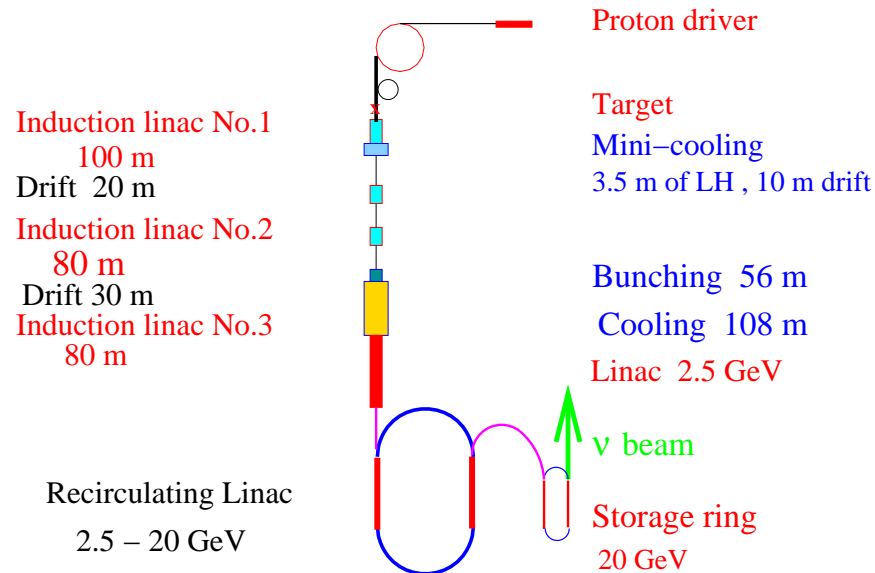 Proton driver
Target
Induction linac No.1
100 m
Drift 20 m
Mini−cooling
3.5 m of LH , 10 m drift
Induction linac No.2
80 m
Drift 30 m
Induction linac No.3
80 m
Bunching 56 m
Cooling 108 m
Linac 2.5 GeV
ν beam
Recirculating Linac
2.5 − 20 GeV
Storage ring
20 GeV
x